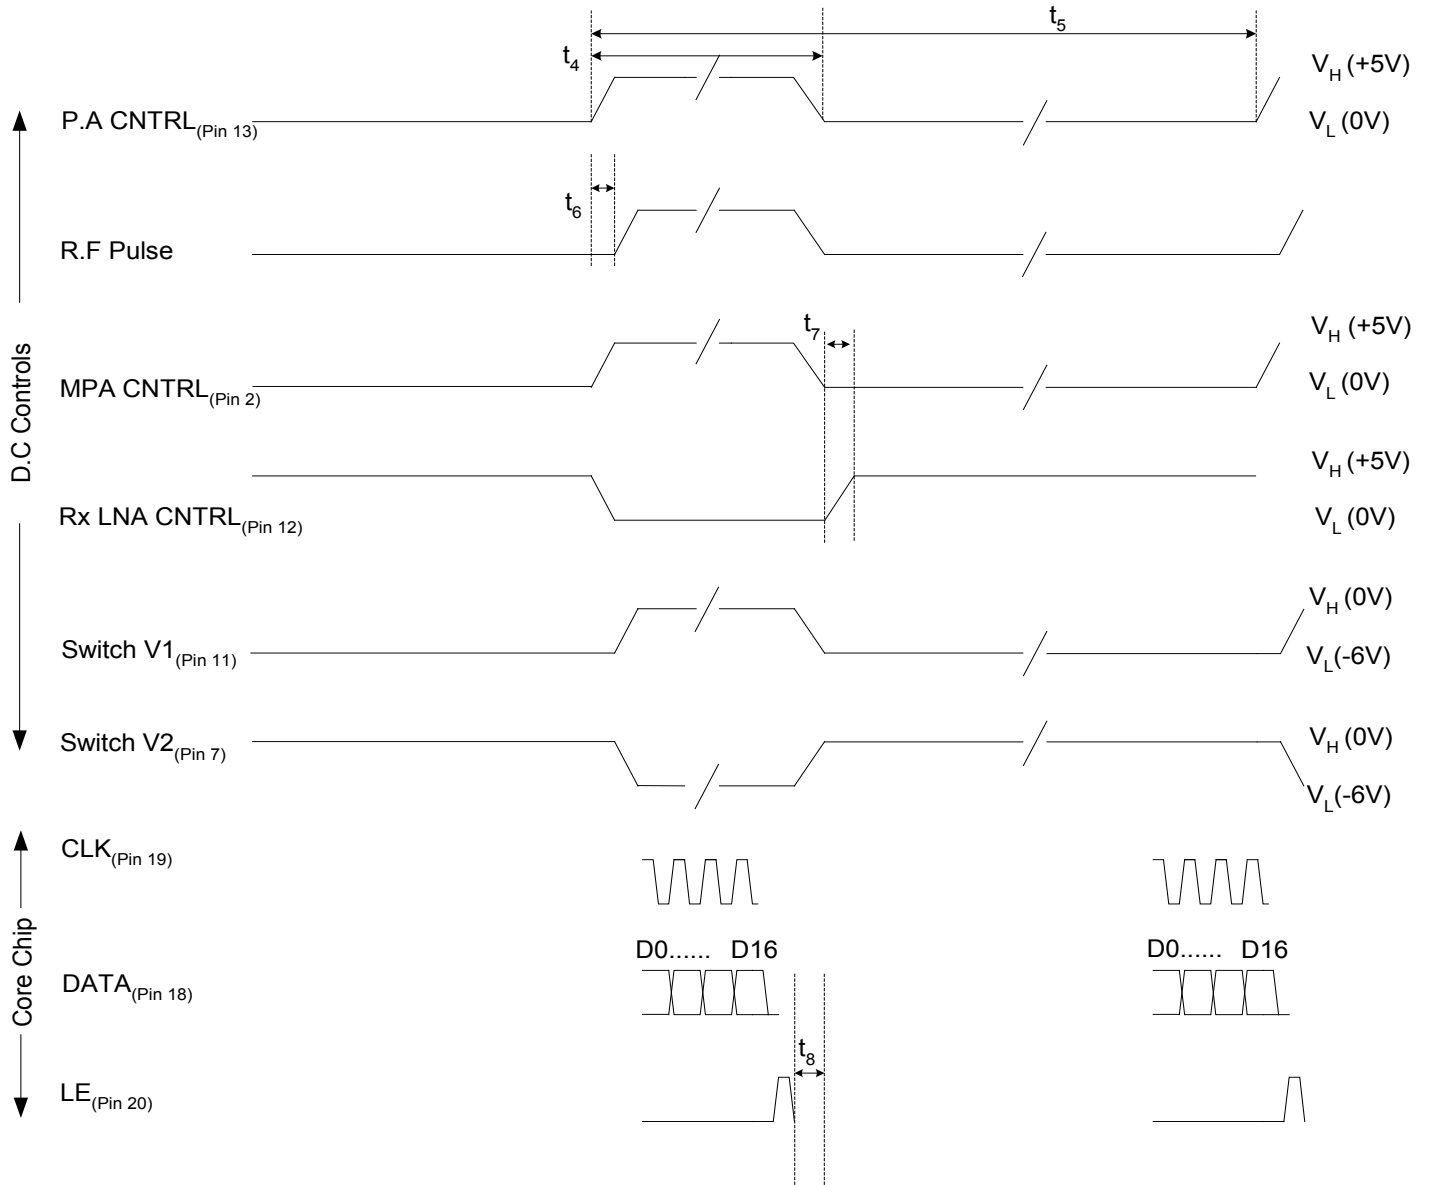 t5
t4
VH (+5V)
P.A CNTRL(Pin 13)
VL (0V)
t6
R.F Pulse
t7
VH (+5V)
MPA CNTRL(Pin 2)
VL (0V)
D.C Controls
VH (+5V)
Rx LNA CNTRL(Pin 12)
VL (0V)
VH (0V)
Switch V1(Pin 11)
VL(-6V)
Switch V2(Pin 7)
VH (0V)
VL(-6V)
CLK(Pin 19)
D0...... D16
D0...... D16
DATA(Pin 18)
Core Chip
t8
LE(Pin 20)